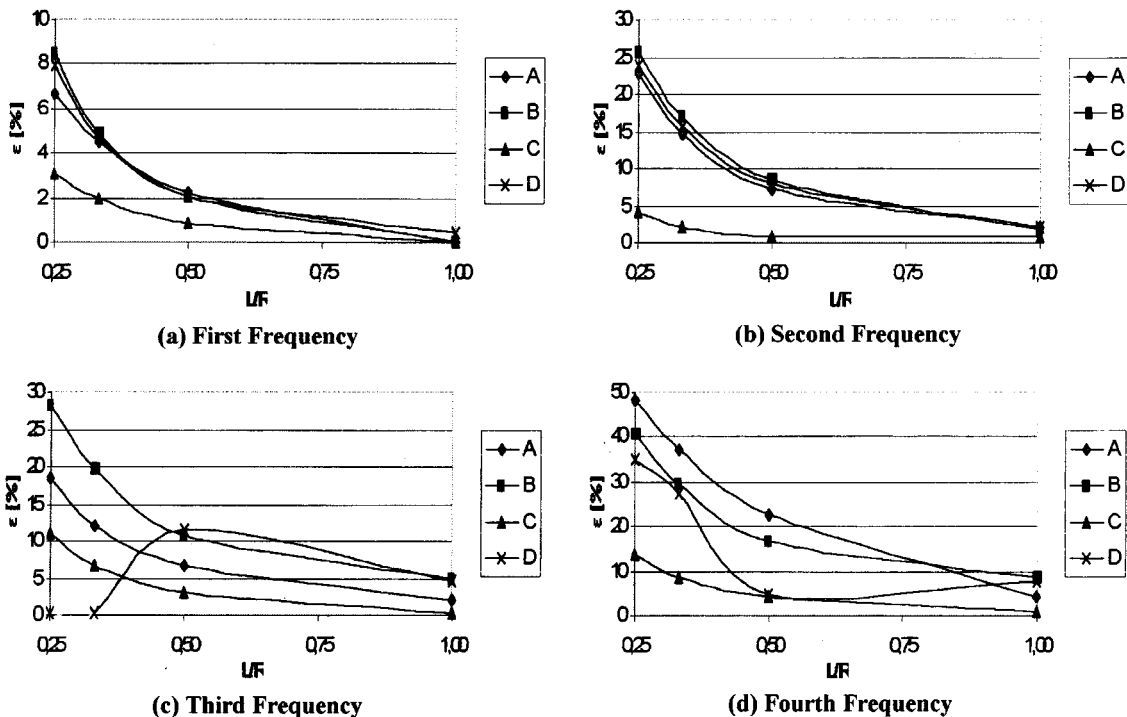 10
8
6
4
2
0
ε [%]
0,25
0,50
0,75
1,00
L/R
A
B
C
D
(a) First Frequency
30
25
20
15
10
5
0
ε [%]
0,25
0,50
0,75
1,00
L/R
A
B
C
D
(b) Second Frequency
30
25
20
15
10
5
0
ε [%]
0,25
0,50
0,75
1,00
L/R
A
B
C
D
(c) Third Frequency
50
40
30
20
10
0
ε [%]
0,25
0,50
0,75
1,00
L/R
A
B
C
D
(d) Fourth Frequency